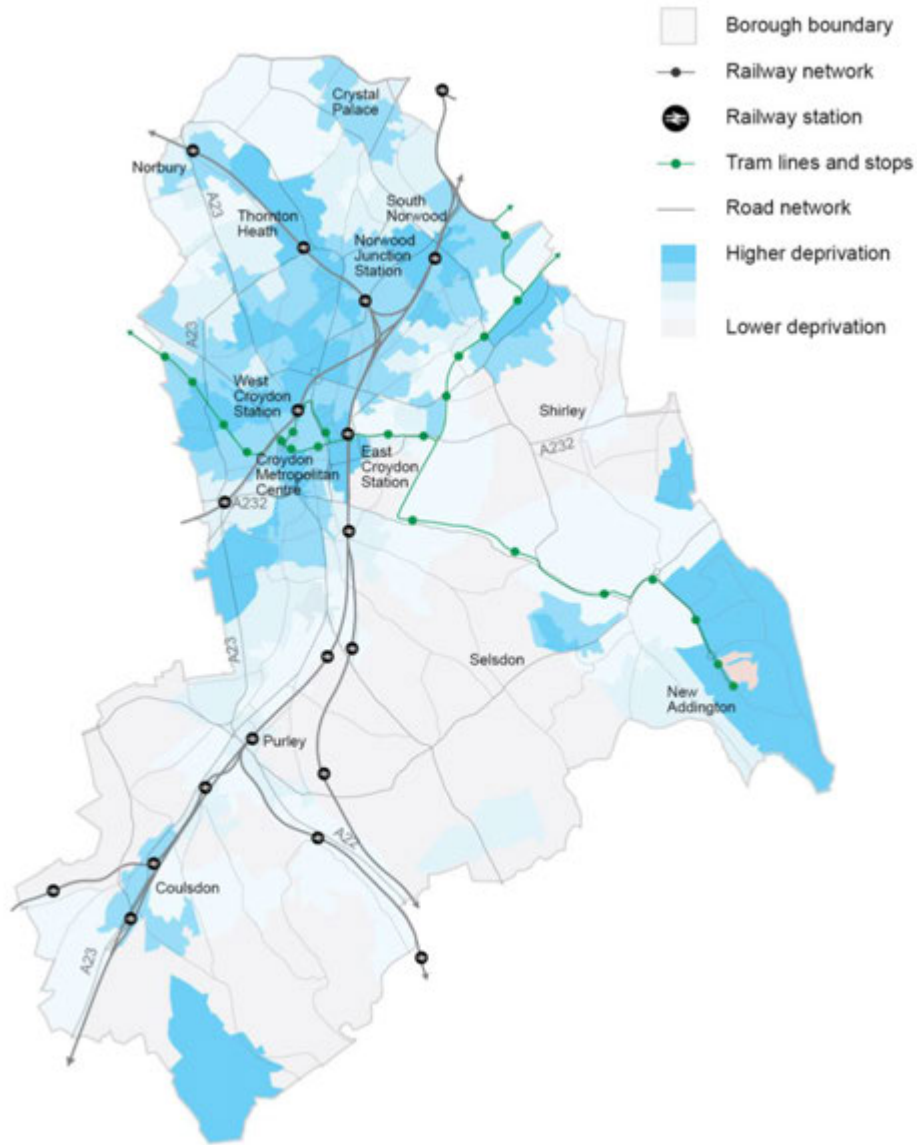 Borough boundary
Railway network
Railway station
Tram lines and stops
Road network
Higher deprivation
Lower deprivation
Crystal
Palace
Norbury
A23
South
Norwood
Thornton
Heath
Norwood
Junction
Station
A23
West
Croydon
Station
Shirley
A232
East
Croydon
Station
Croydon
Metropolitan
Centre
A232
A23
Selsdon
New
Addington
Purley
A22
Coulsdon
A23